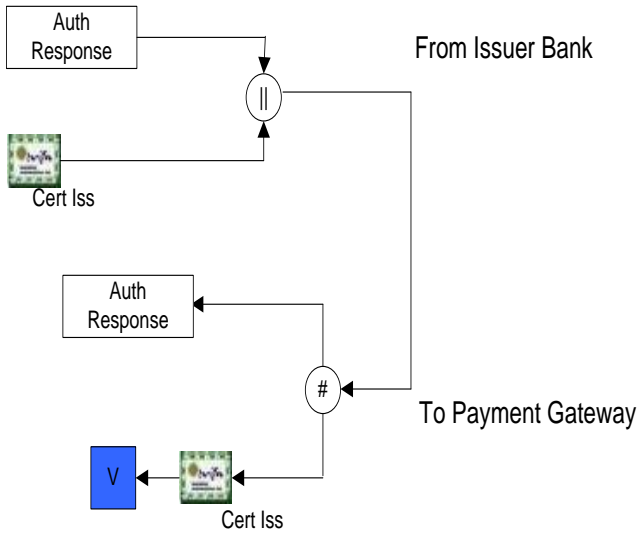 Auth
Response
From Issuer Bank
||
Cert Iss
Auth
Response
#
To Payment Gateway
V
Cert Iss